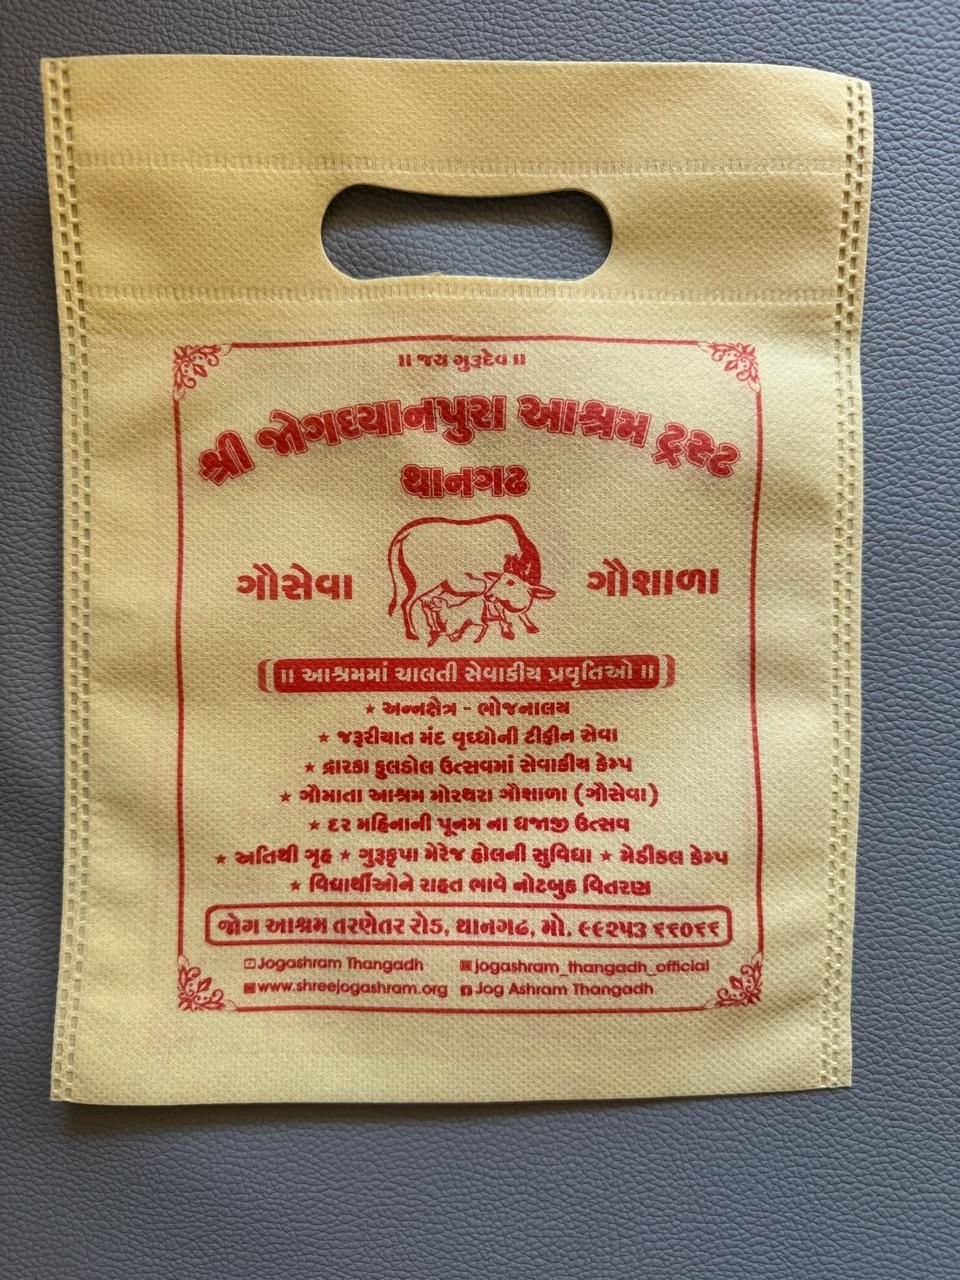 ॥ જય ગુરૂદેવ ॥
શ્રી જોગધ્યાનપુરા આશ્રમ ટ્રસ્ટ
થાનગઢ
ગૌસેવા ગૌશાળા
॥ આશ્રમમાં ચાલતી સેવાકીય પ્રવૃતિઓ ॥
★ અન્નક્ષેત્ર - ભોજનાલય
★ જરૂરીયાત મંદ વૃધ્ધોની ટીફીન સેવા
★ દ્વારકા ફુલડોલ ઉત્સવમાં સેવાકીય કેમ્પ
★ ગૌમાતા આશ્રમ મોરથરા ગૌશાળા (ગૌસેવા)
★ દર મહિનાની પૂનમ ના ધજાજી ઉત્સવ
★ અતિથી ગૃહ ★ ગુરૂકૃપા મેરેજ હોલની સુવિધા ★ મેડીકલ કેમ્પ
★ વિદ્યાર્થીઓને રાહત ભાવે નોટબુક વિતરણ
જોગ આશ્રમ તરણેતર રોડ, થાનગઢ, મો. ૯૯૨૫૩ ૬૬૦૬૬
Jogashram Thangadh jogashram_thangadh_official
www.shreejogashram.org Jog Ashram Thangadh